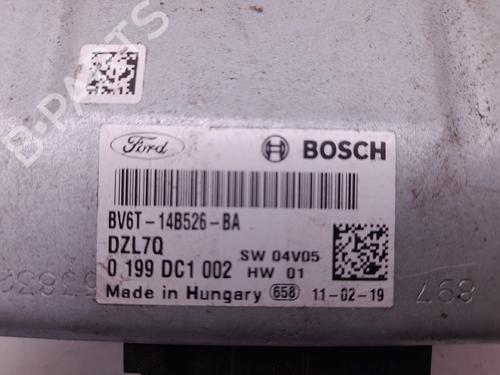 B-PARTS
Ford BOSCH
BV6T-14B526-BA
DZL7Q
0 199 DC1 002
SW 04V05
HW 01
Made in Hungary 658 11-02-19
897